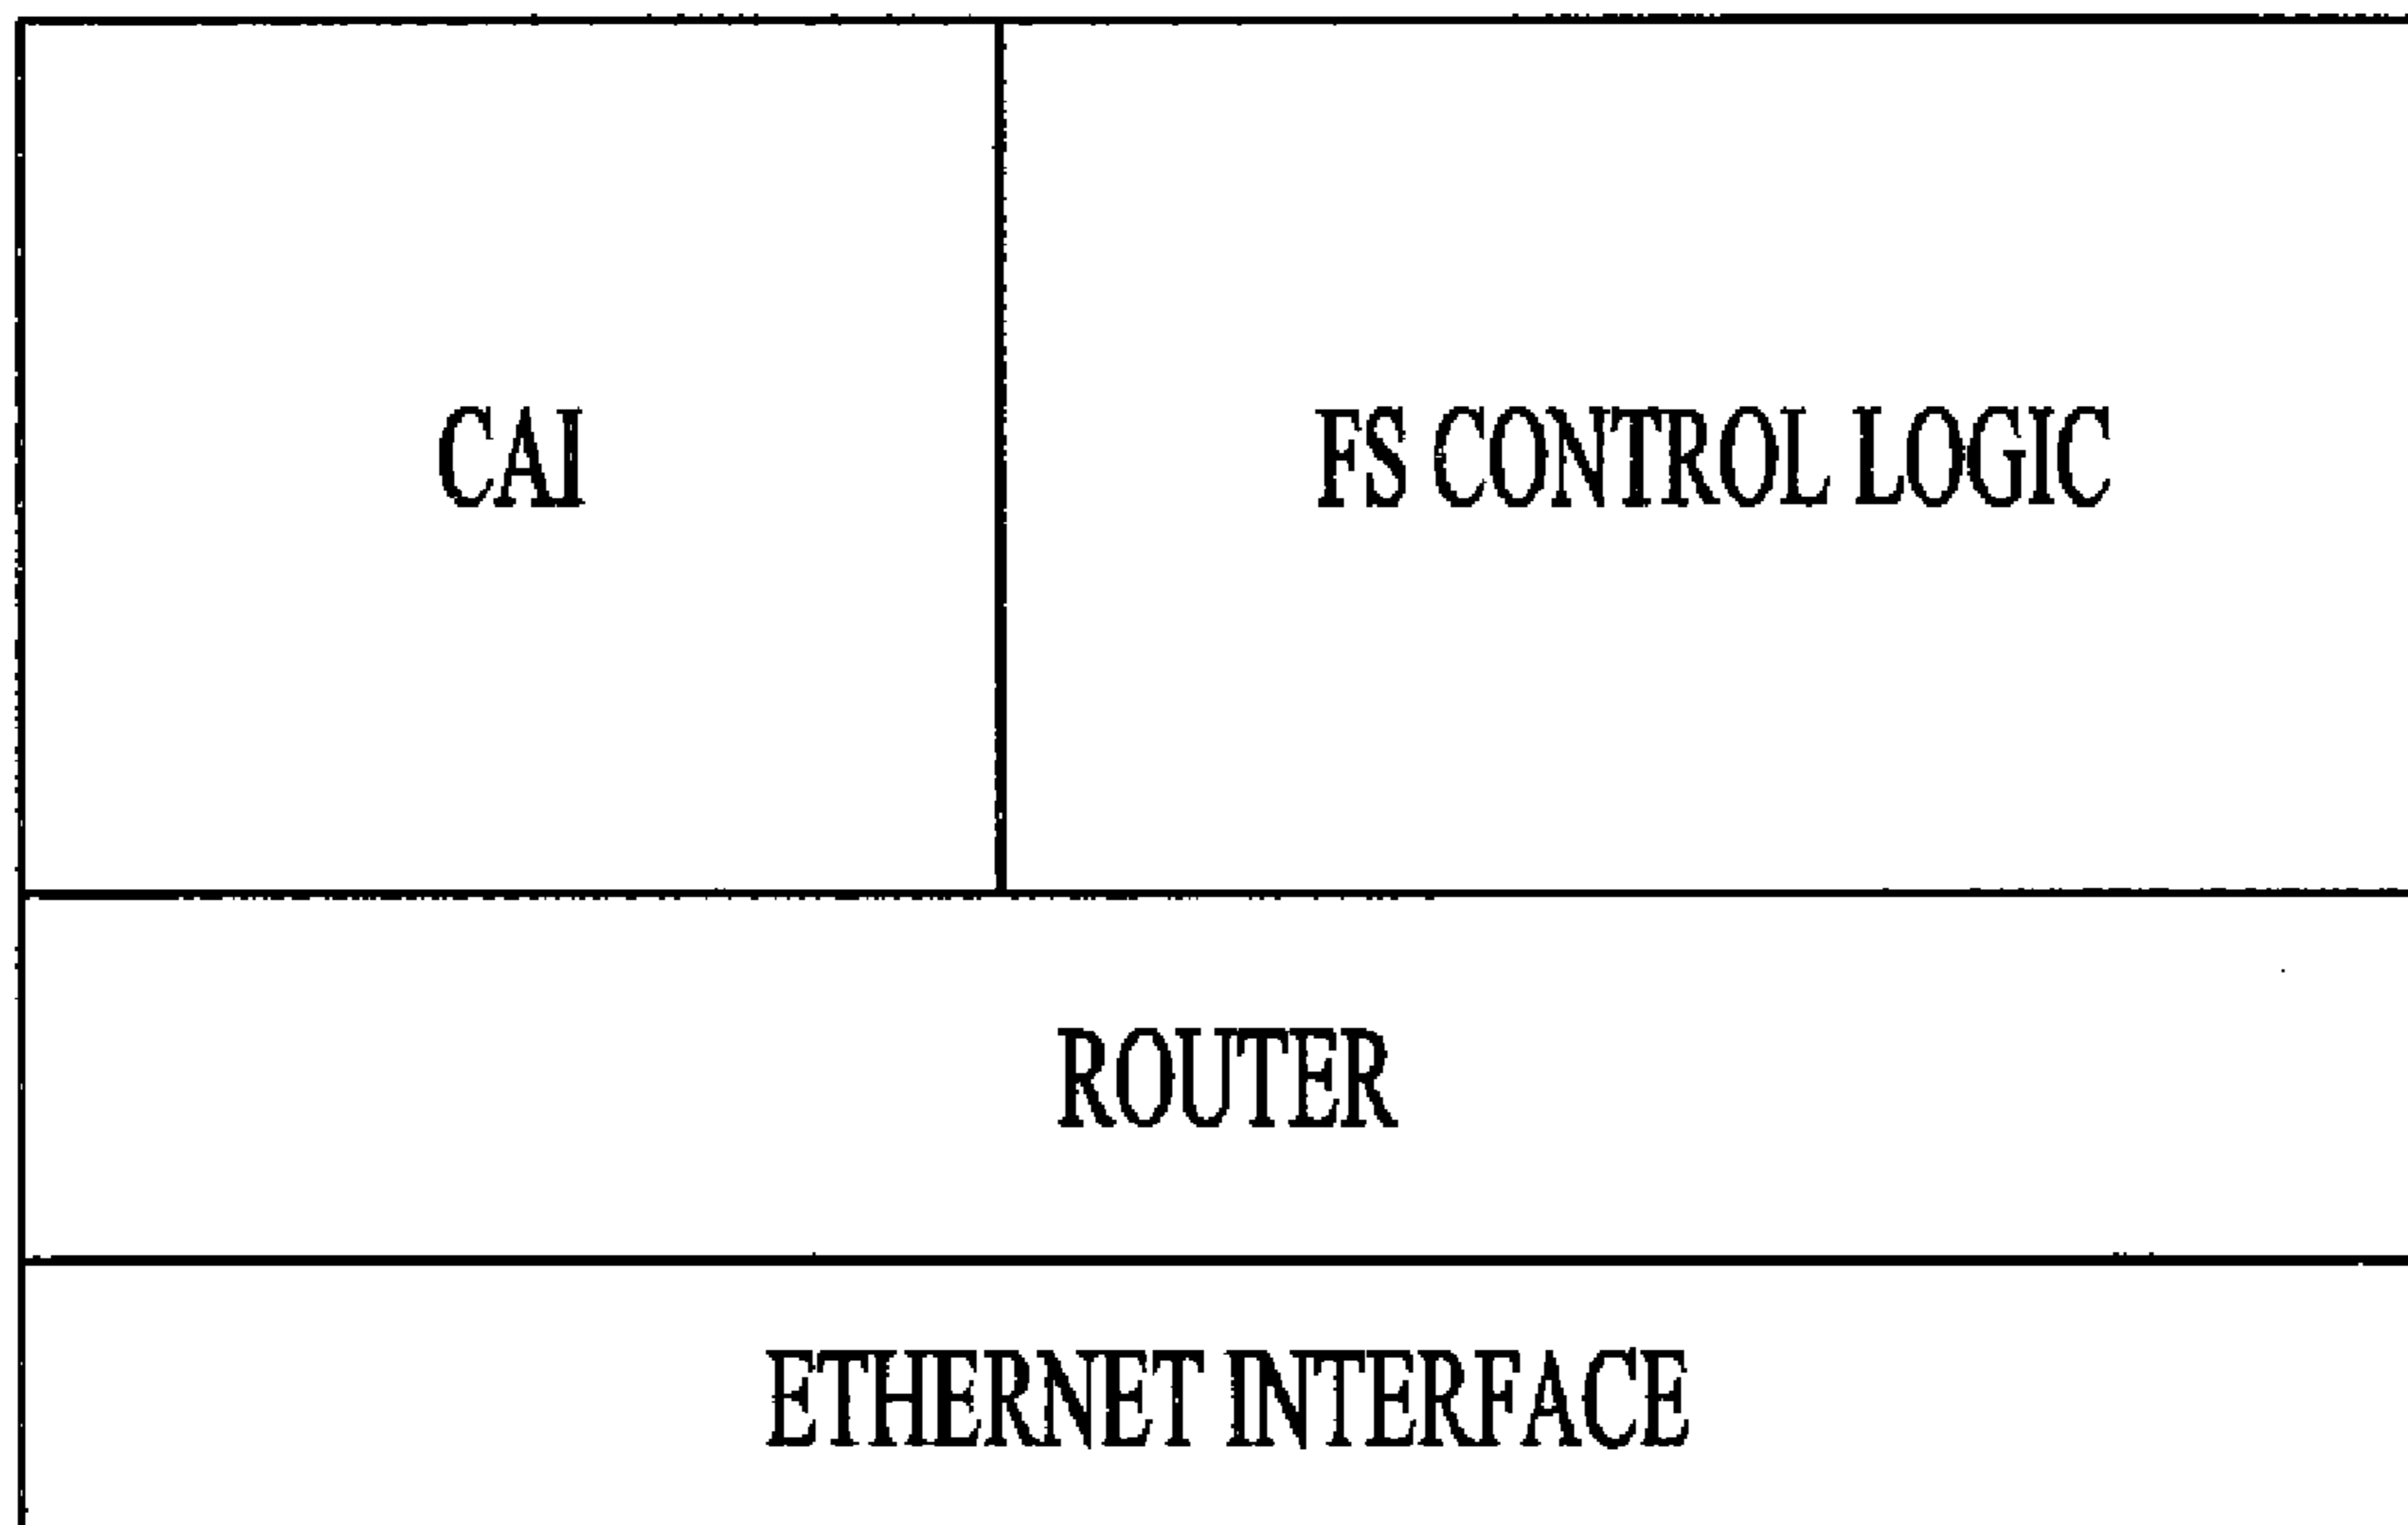 CAI
FS CONTROL LOGIC
ROUTER
ETHERNET INTERFACE